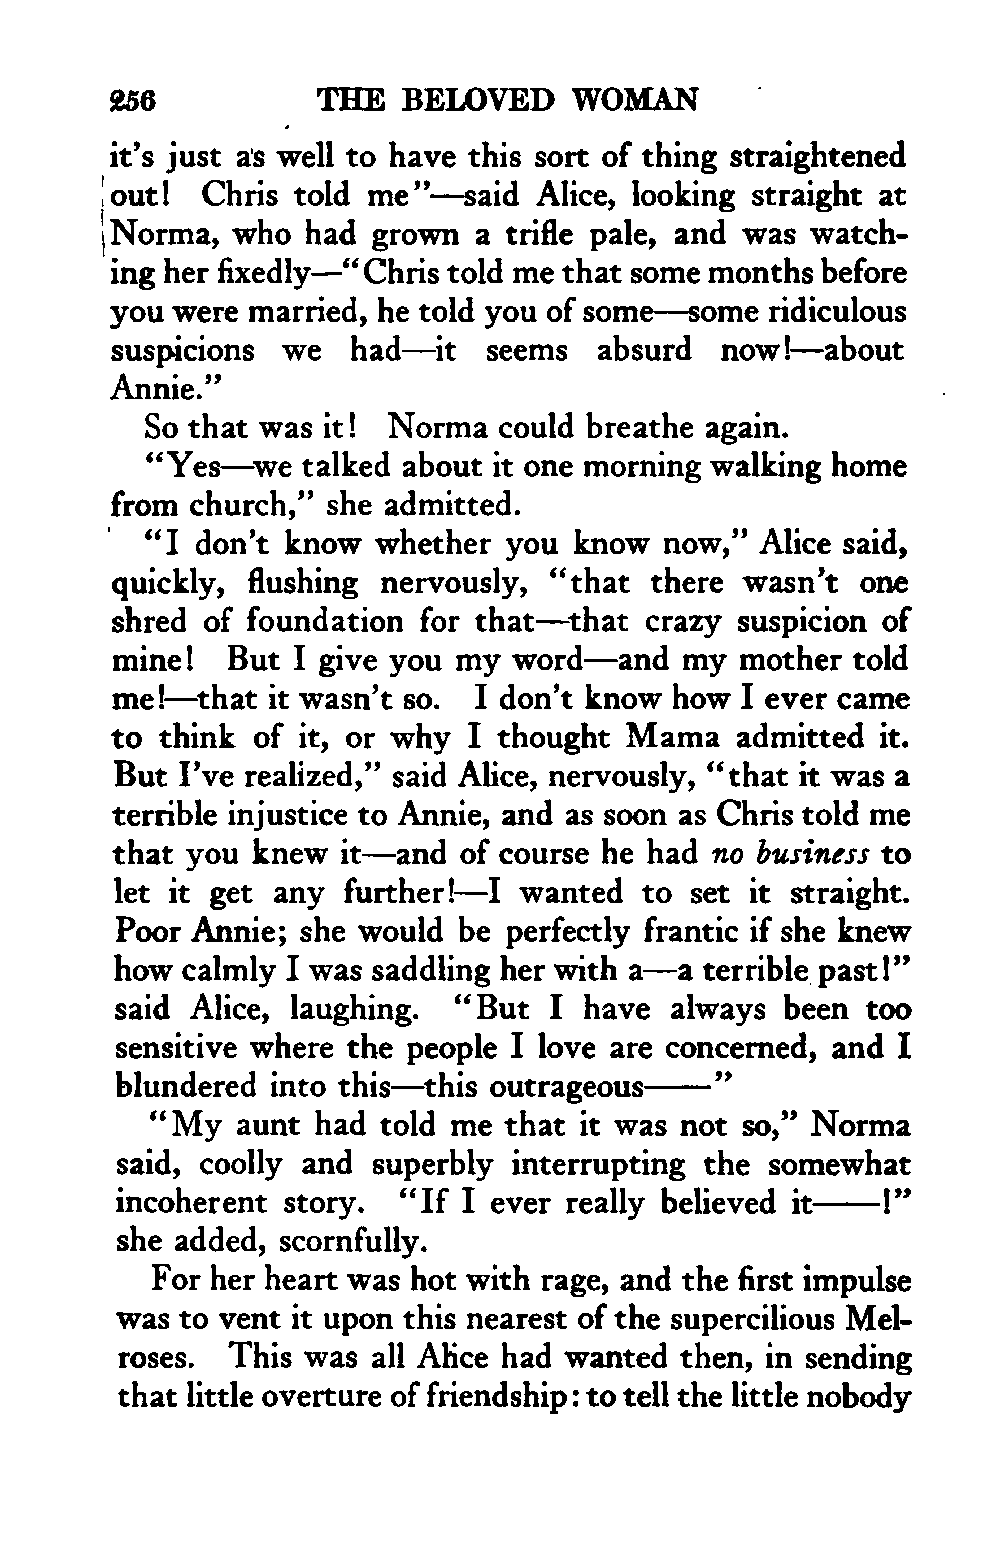 256 THE BELOVED WOMAN
it's just as well to have this sort of thing straightened
out! Chris told me"—said Alice, looking straight at
Norma, who had grown a trifle pale, and was watch-
ing her fixedly—"Chris told me that some months before
you were married, he told you of some—some ridiculous
suspicions we had—it seems absurd now!—about
Annie."
So that was it! Norma could breathe again.
"Yes—we talked about it one morning walking home
from church," she admitted.
"I don't know whether you know now," Alice said,
quickly, flushing nervously, "that there wasn't one
shred of foundation for that—that crazy suspicion of
mine! But I give you my word—and my mother told
me!—that it wasn't so. I don't know how I ever came
to think of it, or why I thought Mama admitted it.
But I've realized," said Alice, nervously, "that it was a
terrible injustice to Annie, and as soon as Chris told me
that you knew it—and of course he had no business to
let it get any further!—I wanted to set it straight.
Poor Annie; she would be perfectly frantic if she knew
how calmly I was saddling her with a—a terrible past!"
said Alice, laughing. "But I have always been too
sensitive where the people I love are concerned, and I
blundered into this—this outrageous——"
"My aunt had told me that it was not so," Norma
said, coolly and superbly interrupting the somewhat
incoherent story. "If I ever really believed it——!"
she added, scornfully.
For her heart was hot with rage, and the first impulse
was to vent it upon this nearest of the supercilious Mel-
roses. This was all Alice had wanted then, in sending
that little overture of friendship: to tell the little nobody